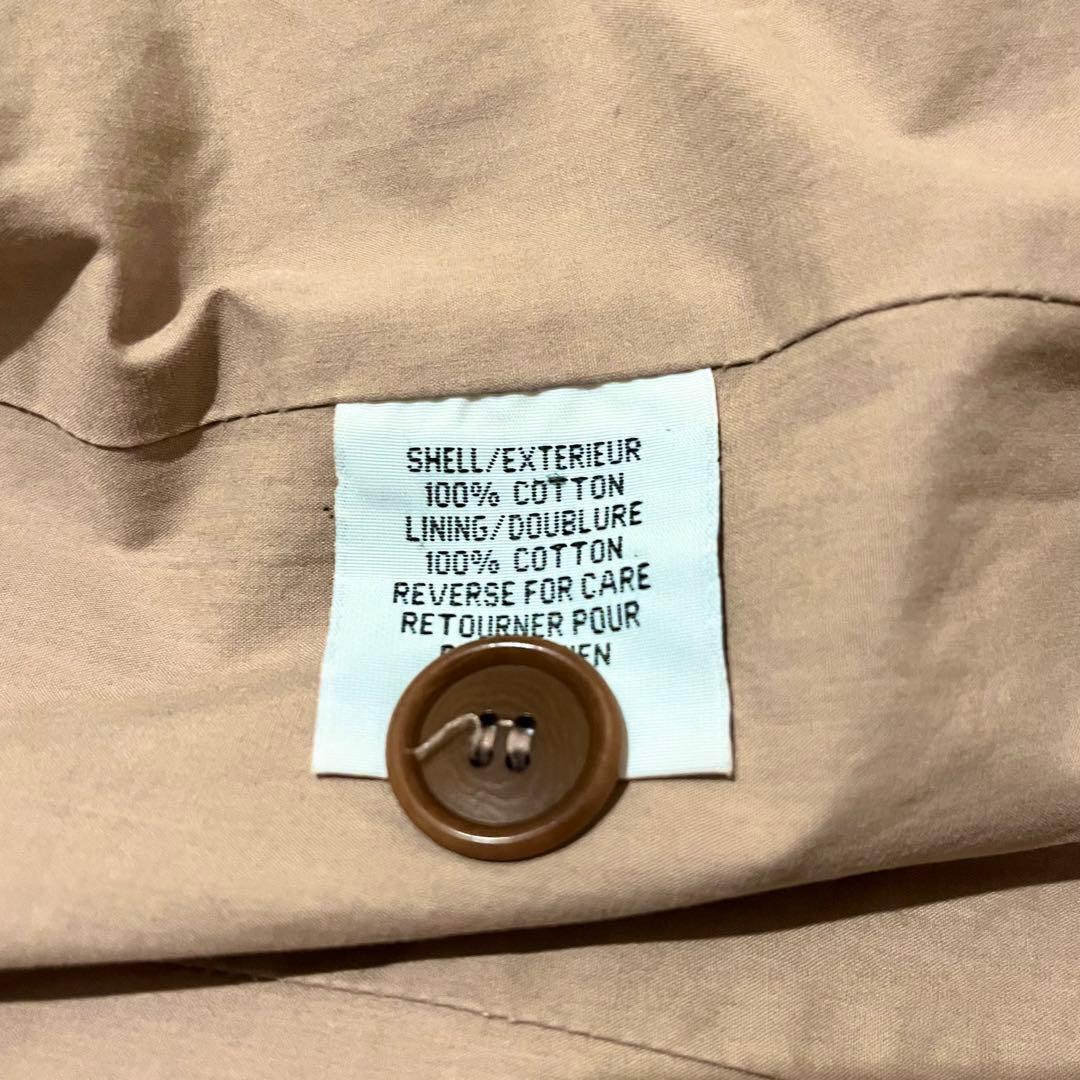 SHELL/EXTERIEUR
100% COTTON
LINING/DOUBLURE
100% COTTON
REVERSE FOR CARE
RETOURNER POUR